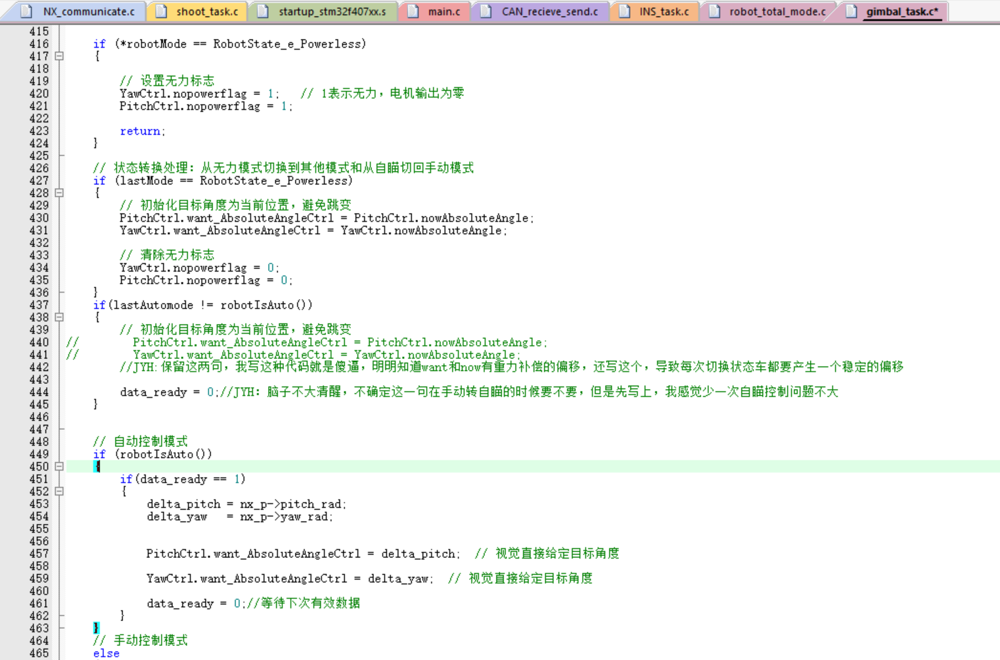 NX_communicate.c shoot_task.c startup_stm32f407xx.s main.c CAN_recieve_send.c INS_task.c robot_total_mode.c gimbal_task.c*
415
416 if (*robotMode == RobotState_e_Powerless)
417 {
418
419 // 设置无力标志
420 YawCtrl.nopowerflag = 1; // 1表示无力，电机输出为零
421 PitchCtrl.nopowerflag = 1;
422
423 return;
424 }
425
426 // 状态转换处理：从无力模式切换到其他模式和从自瞄切回手动模式
427 if (lastMode == RobotState_e_Powerless)
428 {
429 // 初始化目标角度为当前位置，避免跳变
430 PitchCtrl.want_AbsoluteAngleCtrl = PitchCtrl.nowAbsoluteAngle;
431 YawCtrl.want_AbsoluteAngleCtrl = YawCtrl.nowAbsoluteAngle;
432
433 // 清除无力标志
434 YawCtrl.nopowerflag = 0;
435 PitchCtrl.nopowerflag = 0;
436 }
437 if(lastAutomode != robotIsAuto())
438 {
439 // 初始化目标角度为当前位置，避免跳变
440 // PitchCtrl.want_AbsoluteAngleCtrl = PitchCtrl.nowAbsoluteAngle;
441 // YawCtrl.want_AbsoluteAngleCtrl = YawCtrl.nowAbsoluteAngle;
442 //JYH:保留这两句，我写这种代码就是傻逼，明明知道want和now有重力补偿的偏移，还写这个，导致每次切换状态车都要产生一个稳定的偏移
443
444 data_ready = 0;//JYH：脑子不大清醒，不确定这一句在手动转自瞄的时候要不要，但是先写上，我感觉少一次自瞄控制问题不大
445 }
446
447
448 // 自动控制模式
449 if (robotIsAuto())
450 {
451 if(data_ready == 1)
452 {
453 delta_pitch = nx_p->pitch_rad;
454 delta_yaw = nx_p->yaw_rad;
455
456
457 PitchCtrl.want_AbsoluteAngleCtrl = delta_pitch; // 视觉直接给定目标角度
458
459 YawCtrl.want_AbsoluteAngleCtrl = delta_yaw; // 视觉直接给定目标角度
460
461 data_ready = 0;//等待下次有效数据
462 }
463 }
464 // 手动控制模式
465 else